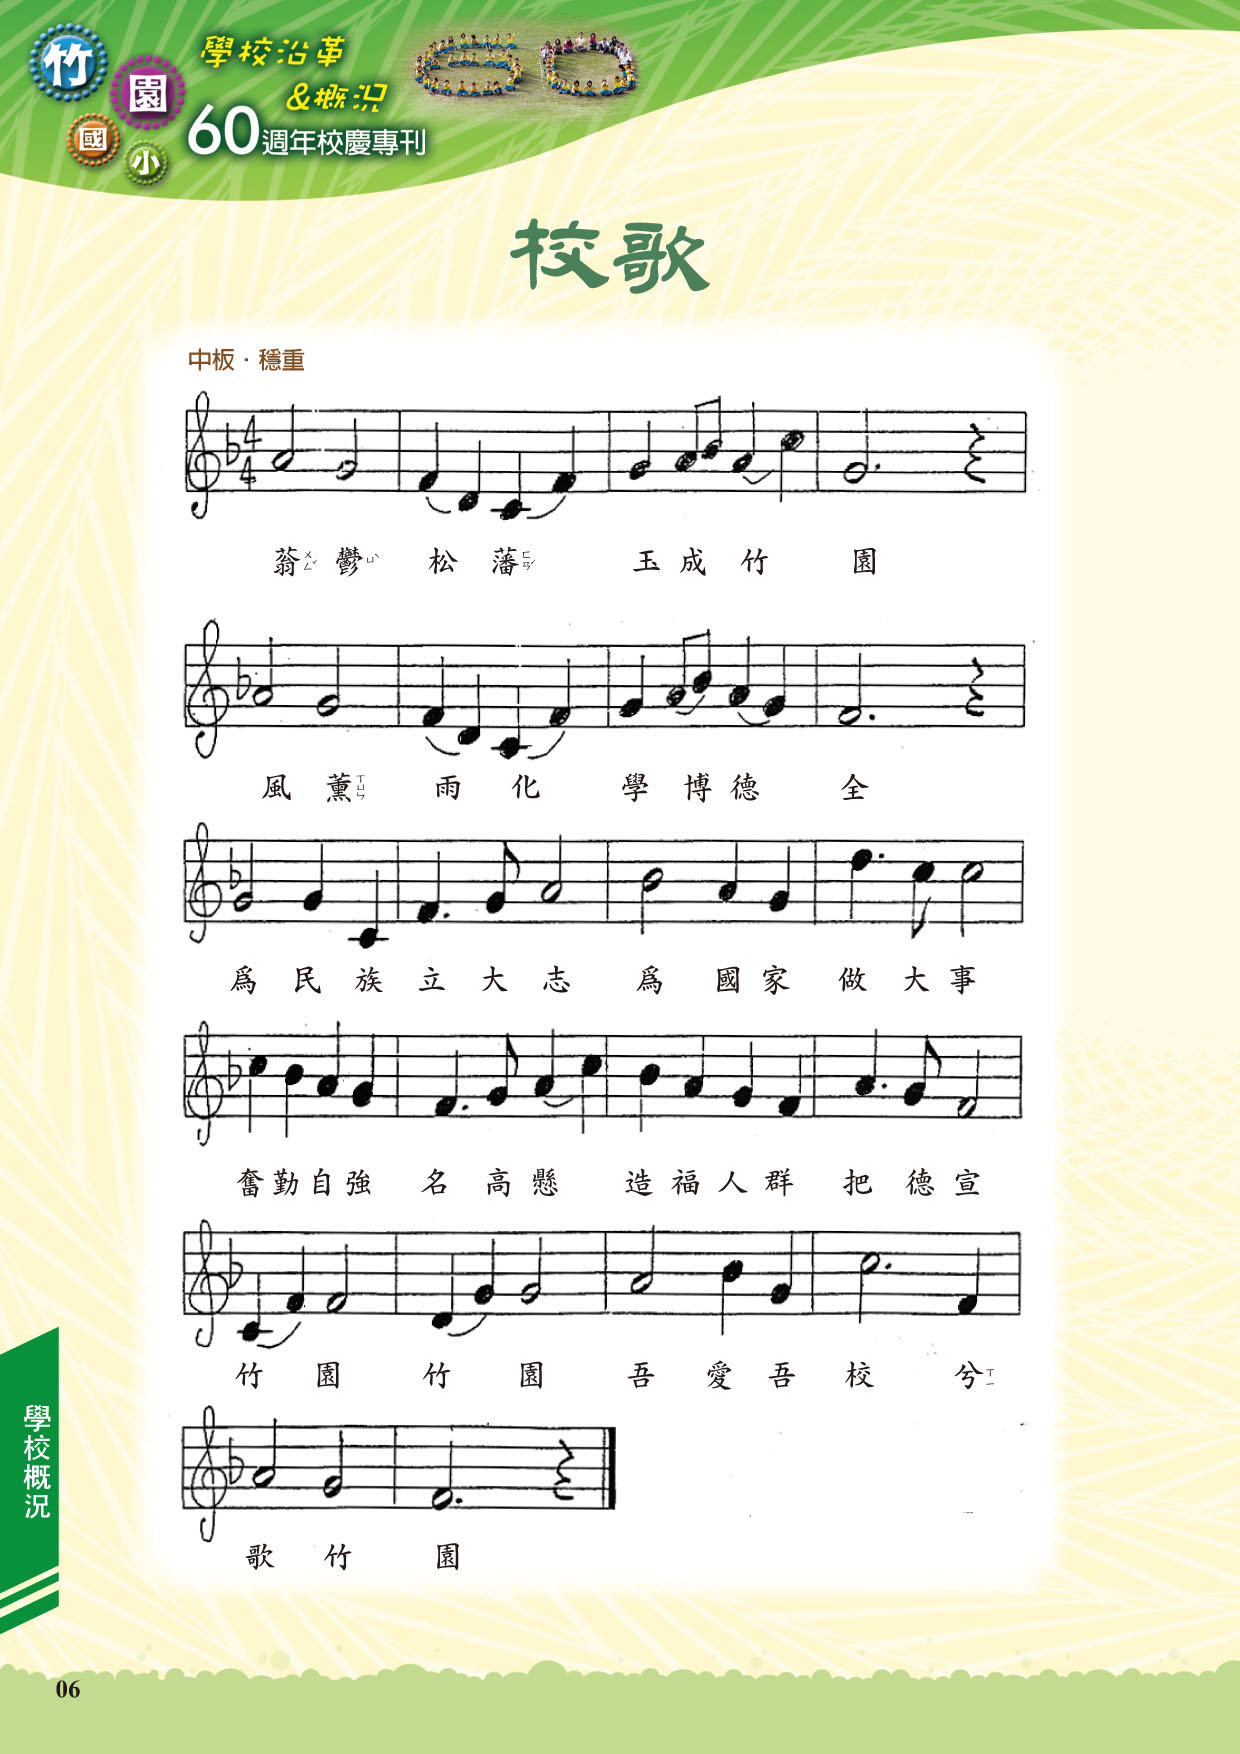 竹園國小
學校沿革
&概況
60週年校慶專刊
校歌
中板·穩重
蓊ㄨㄥˇ鬱ㄩˋ松藩ㄈㄢˊ玉成竹園
風薰ㄒㄩㄣ雨化學博德全
爲民族立大志爲國家做大事
奮勤自強名高懸造福人群把德宣
竹園竹園吾愛吾校兮ㄒㄧ
歌竹園
學校概況
06